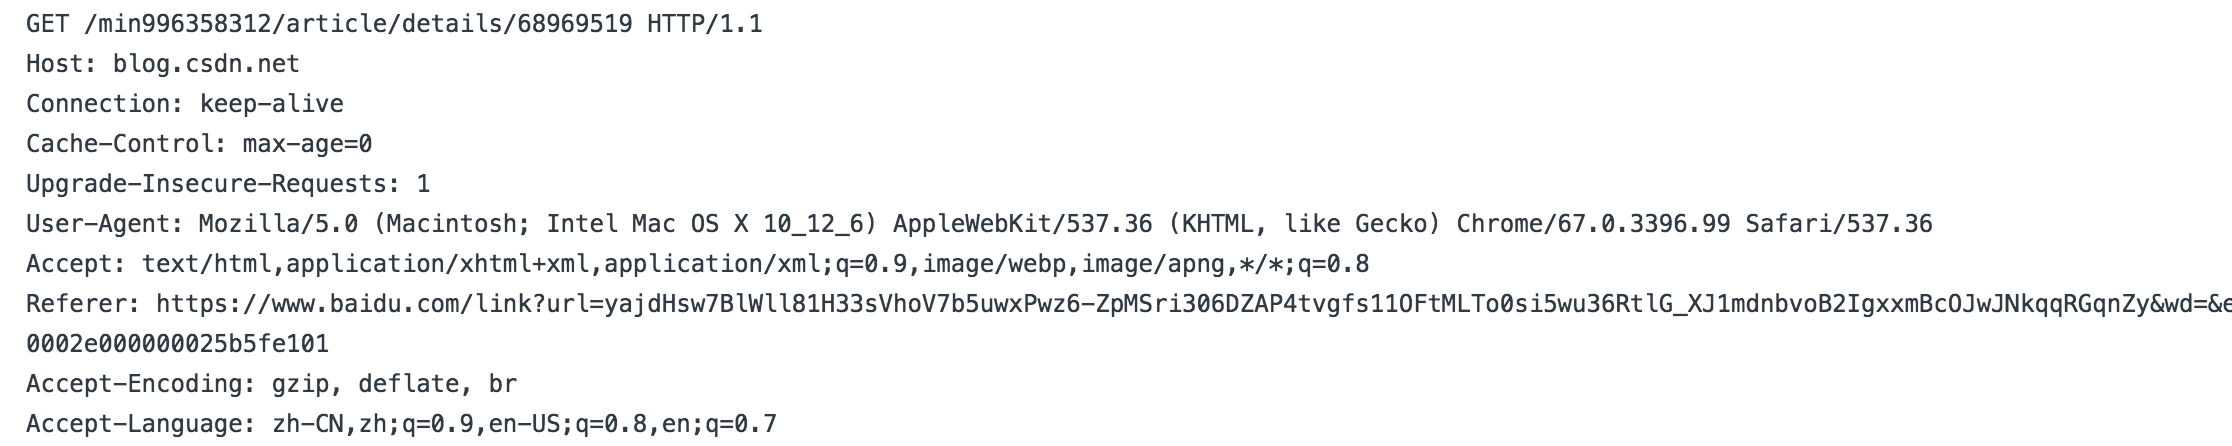 GET /min996358312/article/details/68969519 HTTP/1.1
Host: blog.csdn.net
Connection: keep-alive
Cache-Control: max-age=0
Upgrade-Insecure-Requests: 1
User-Agent: Mozilla/5.0 (Macintosh; Intel Mac OS X 10_12_6) AppleWebKit/537.36 (KHTML, like Gecko) Chrome/67.0.3396.99 Safari/537.36
Accept: text/html,application/xhtml+xml,application/xml;q=0.9,image/webp,image/apng,*/*;q=0.8
Referer: https://www.baidu.com/link?url=yajdHsw7BlWll81H33sVhoV7b5uwxPwz6-ZpMSri306DZAP4tvgfs11OFtMLTo0si5wu36RtlG_XJ1mdnbvoB2IgxxmBcOJwJNkqqRGqnZy&wd=&e
0002e000000025b5fe101
Accept-Encoding: gzip, deflate, br
Accept-Language: zh-CN,zh;q=0.9,en-US;q=0.8,en;q=0.7